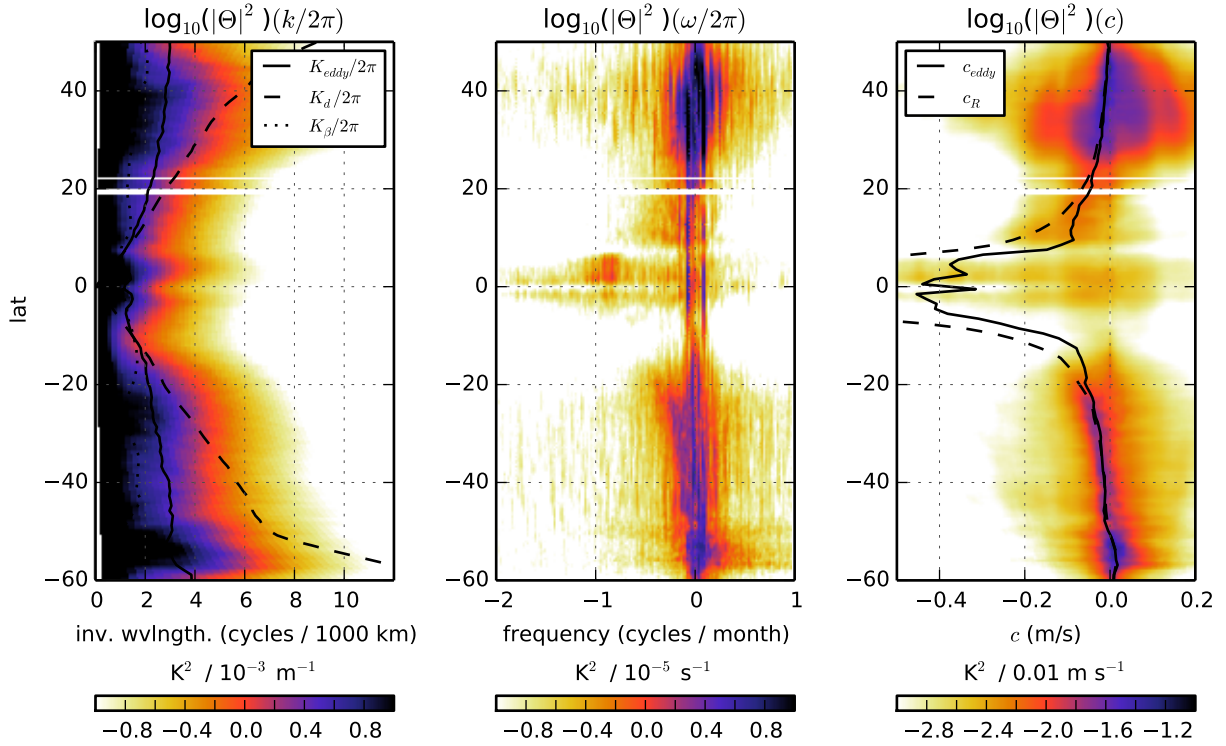 log₁₀(|Θ|²)(k/2π)
log₁₀(|Θ|²)(ω/2π)
log₁₀(|Θ|²)(c)
K_eddy/2π
K_d/2π
K_β/2π
c_eddy
c_R
lat
40
20
0
−20
−40
−60
40
20
0
−20
−40
−60
40
20
0
−20
−40
−60
0 2 4 6 8 10
−2 −1 0 1
−0.4 −0.2 0.0 0.2
inv. wvlngth. (cycles / 1000 km)
frequency (cycles / month)
c (m/s)
K² / 10⁻³ m⁻¹
K² / 10⁻⁵ s⁻¹
K² / 0.01 m s⁻¹
−0.8 −0.4 0.0 0.4 0.8
−0.8 −0.4 0.0 0.4 0.8
−2.8 −2.4 −2.0 −1.6 −1.2